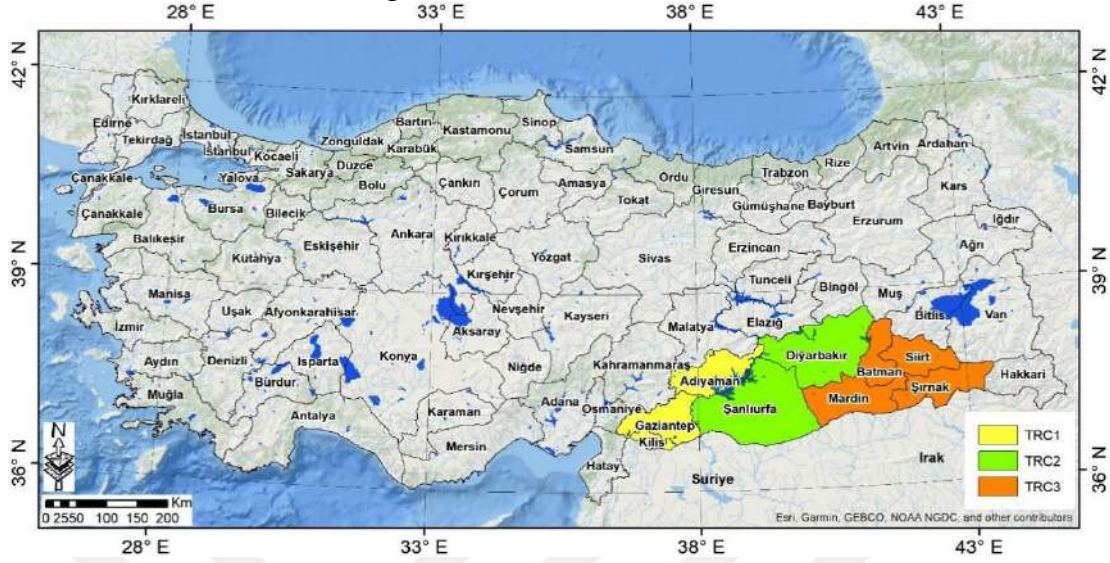 28° E 33° E 38° E 43° E
42° N
42° N
Kırklareli
Edirne
Tekirdağ
İstanbul
İstanbul
Kocaeli
Yalova
Sakarya
Zonguldak
Düzce
Bolu
Bartın
Karabük
Kastamonu
Sinop
Samsun
Çankırı
Çorum
Amasya
Tokat
Ordu
Giresun
Trabzon
Gümüşhane
Bayburt
Rize
Artvin
Ardahan
Kars
Iğdır
Erzurum
Ağrı
Çanakkale
Çanakkale
Bursa
Bilecik
Balıkesir
Kütahya
Eskişehir
Ankara
Kırıkkale
Kırşehir
Yozgat
Sivas
Erzincan
Tunceli
Bingöl
Muş
Bitlis
Van
39° N
39° N
Manisa
Uşak
Afyonkarahisar
İzmir
Aydın
Denizli
Isparta
Burdur
Muğla
Antalya
Konya
Aksaray
Nevşehir
Kayseri
Niğde
Karaman
Mersin
Adana
Osmaniye
Hatay
Kahramanmaraş
Malatya
Elazığ
Adıyaman
Diyarbakır
Gaziantep
Kilis
Şanlıurfa
Batman
Siirt
Mardin
Şırnak
Hakkari
36° N
36° N
Suriye
Irak
N
0 2550 100 150 200 Km
TRC1
TRC2
TRC3
Esri, Garmin, GEBCO, NOAA NGDC, and other contributors
28° E 33° E 38° E 43° E